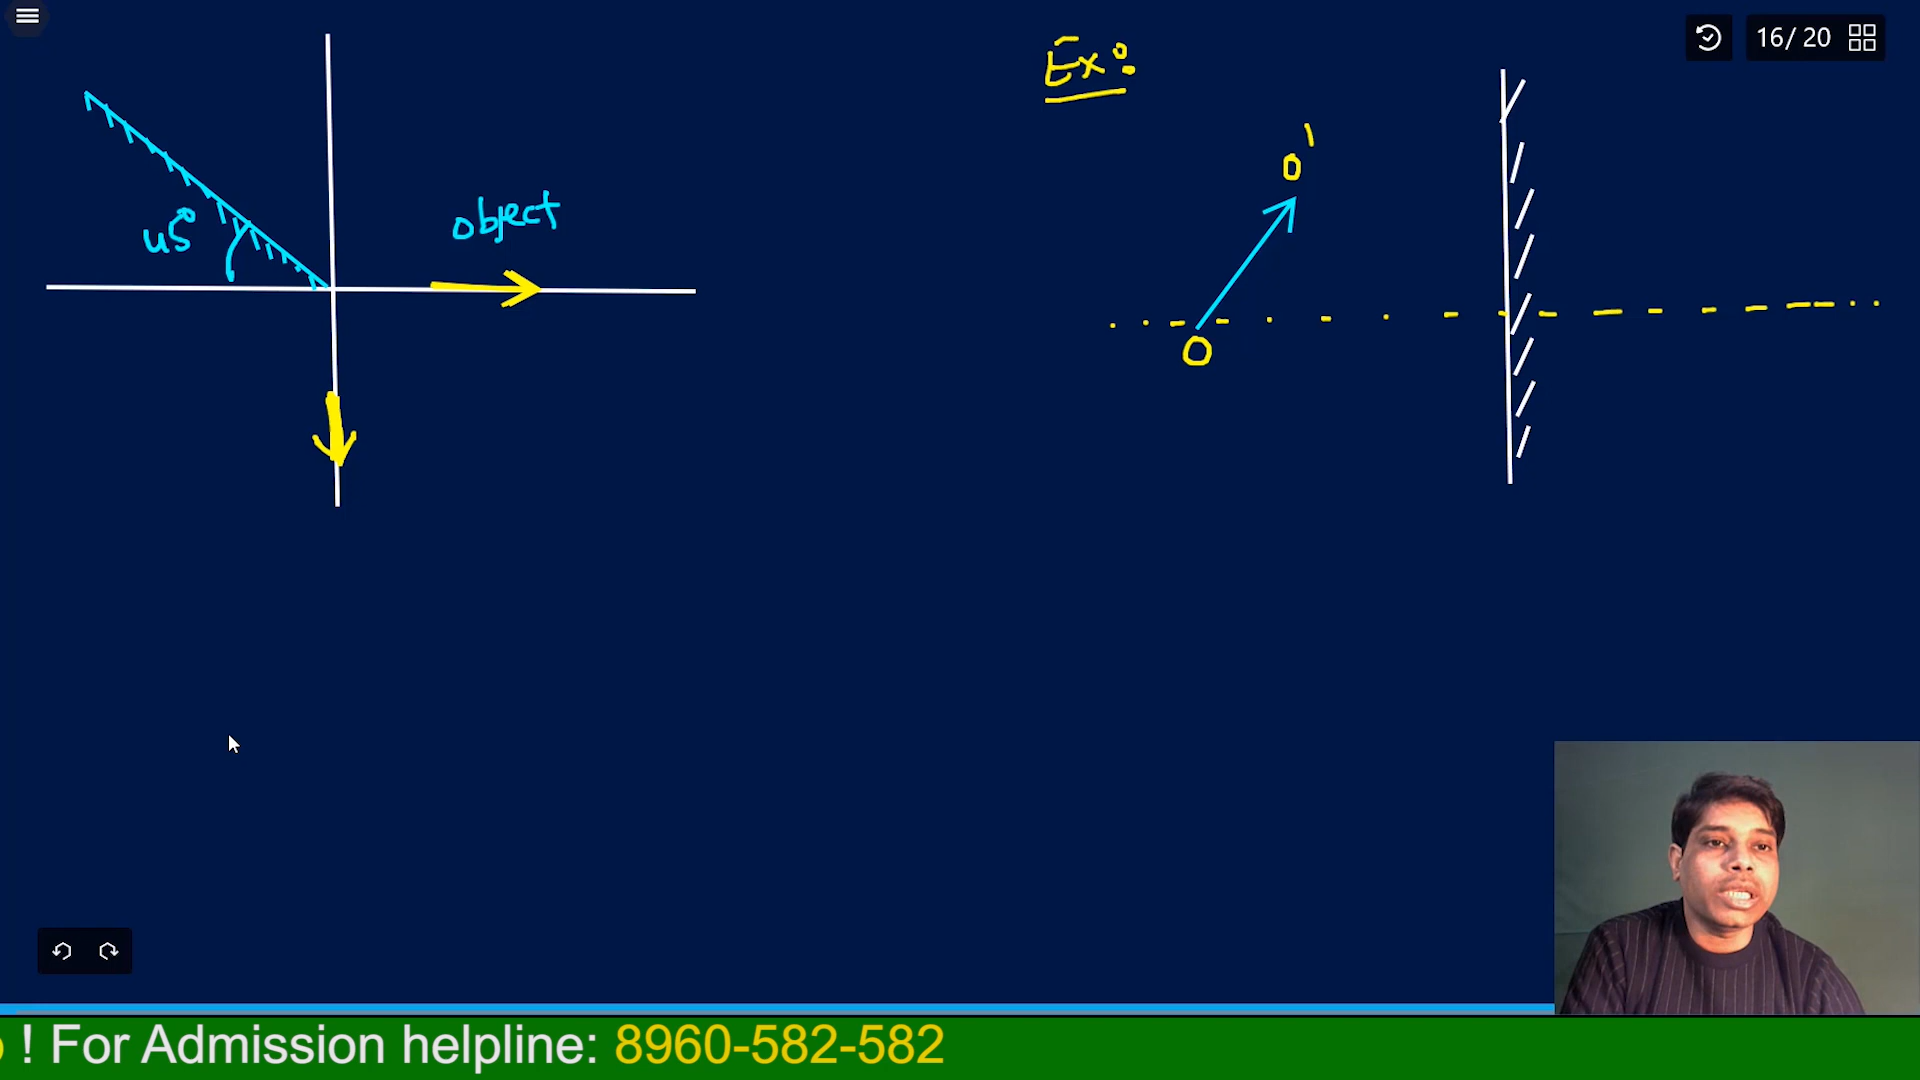 16/ 20
Ex:
O'
45°
object
O
! For Admission helpline: 8960-582-582